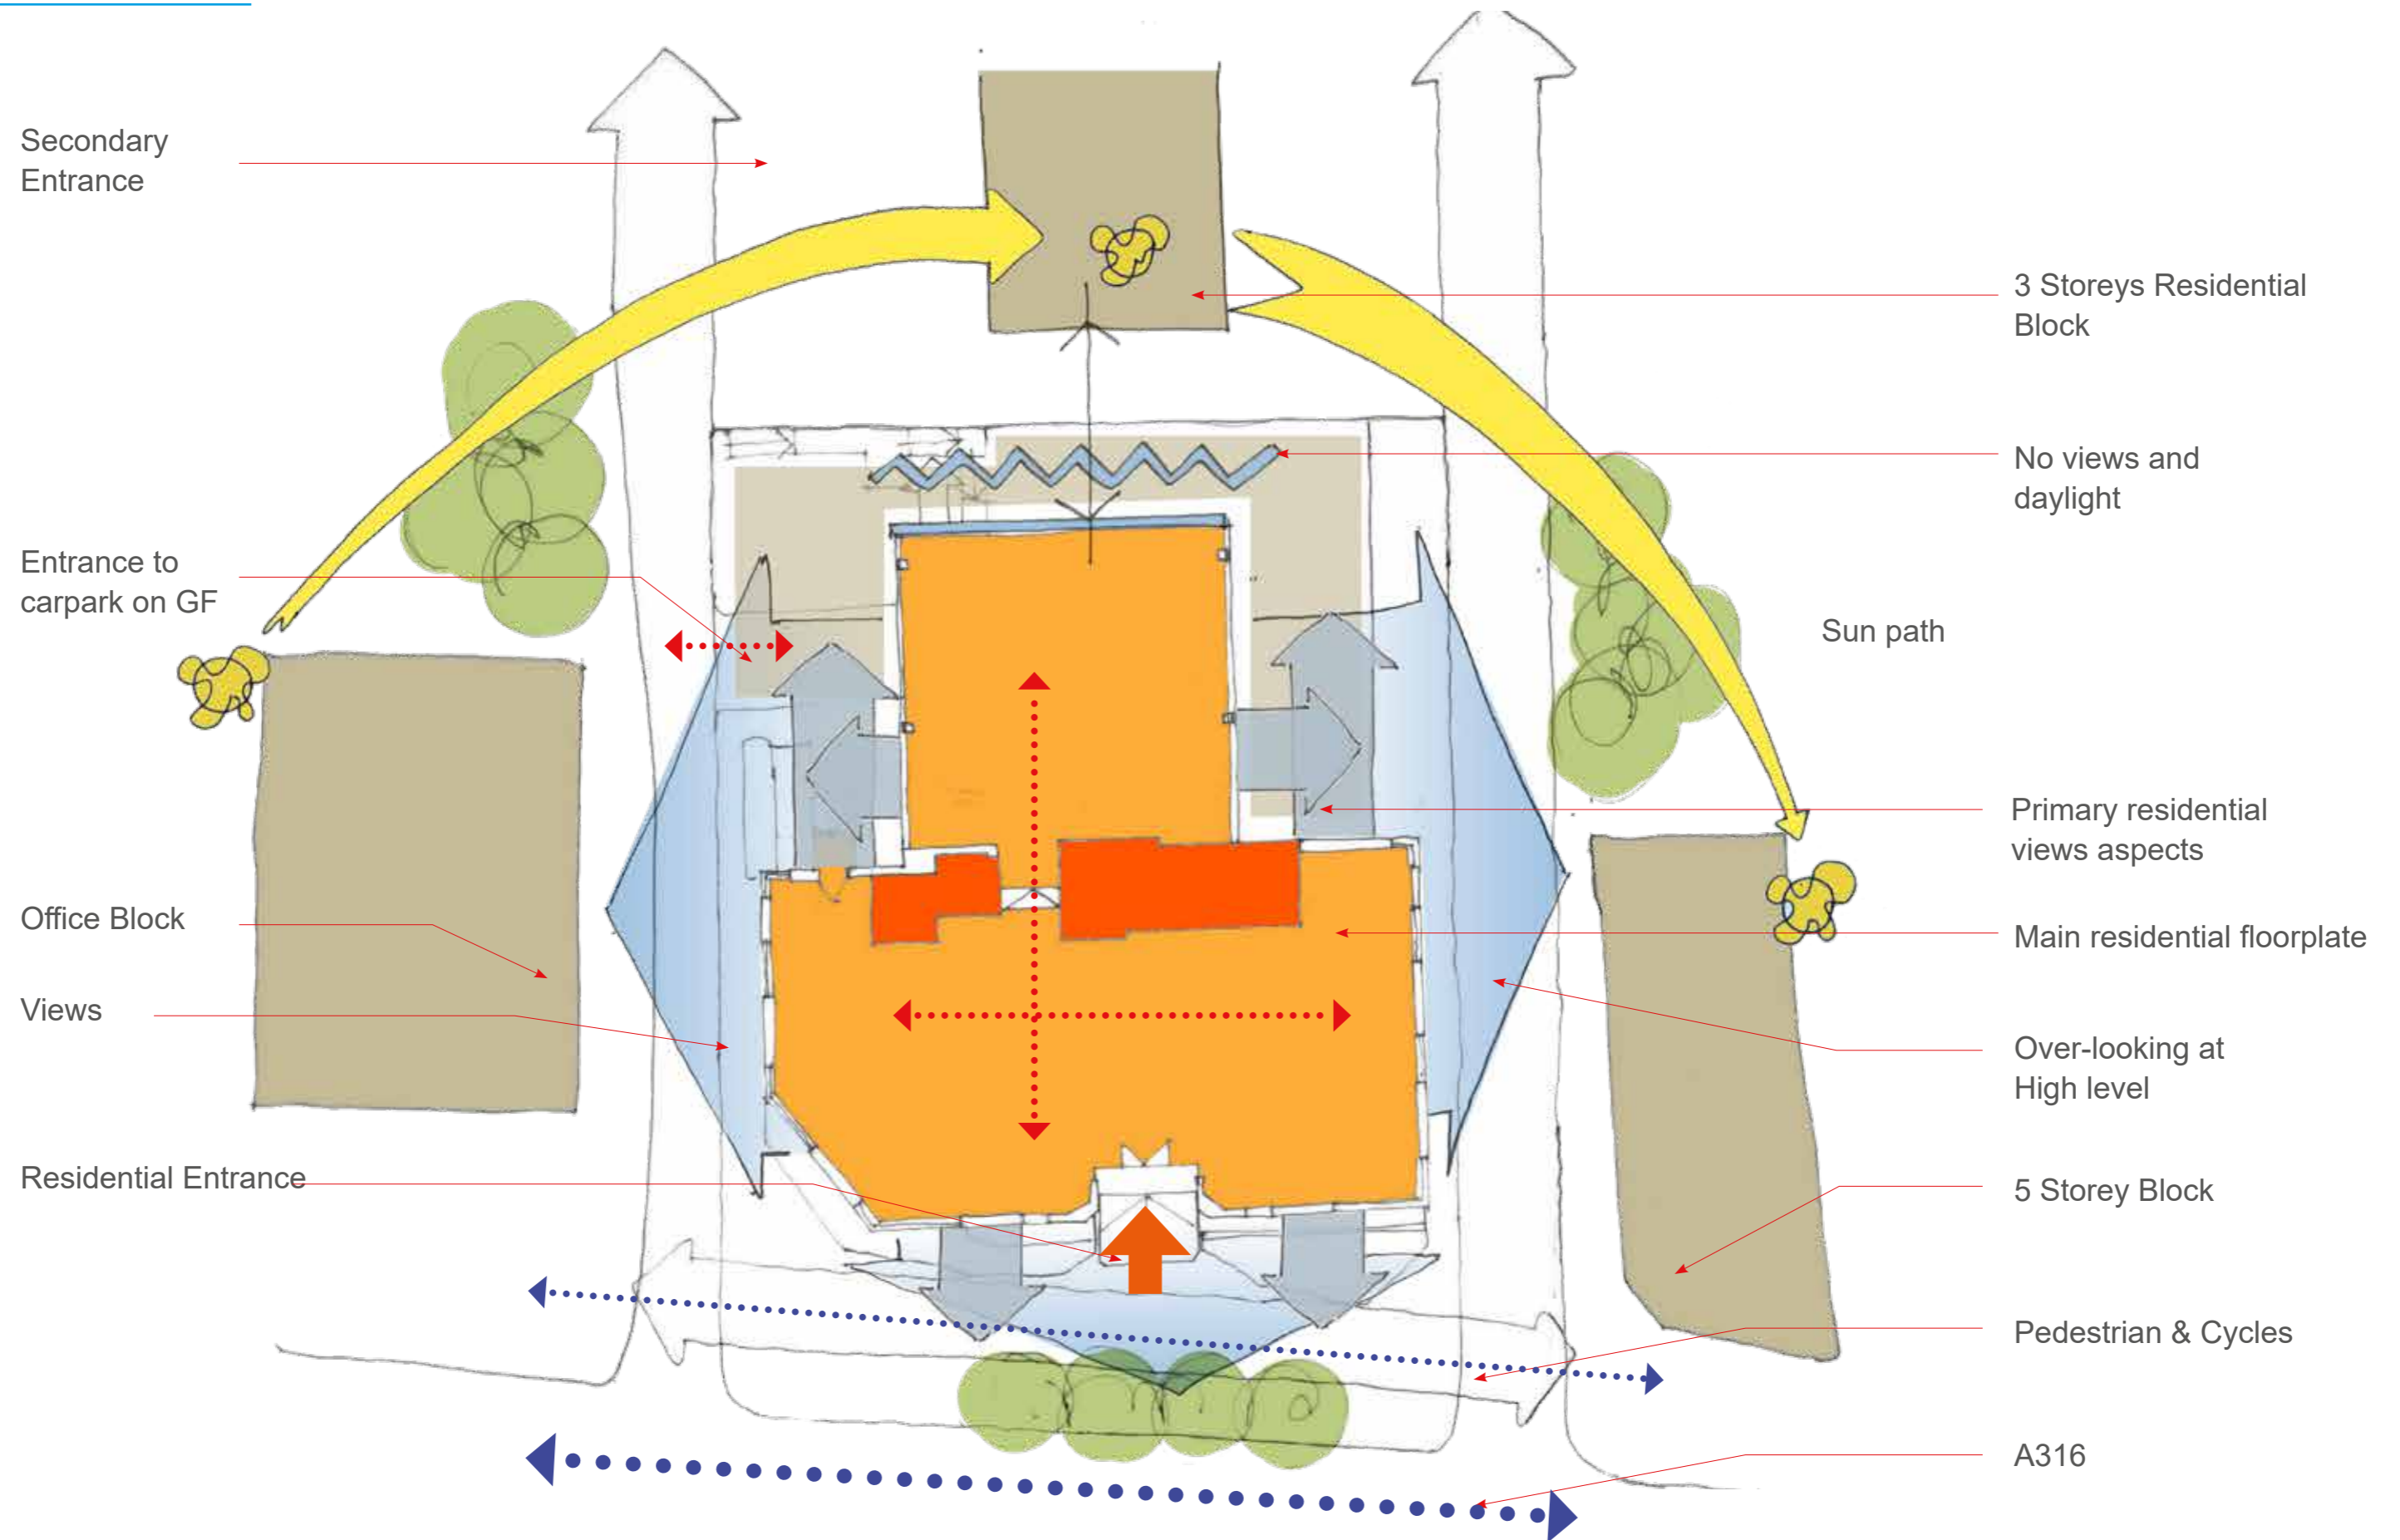 Secondary
Entrance
Entrance to
carpark on GF
Office Block
Views
Residential Entrance
3 Storeys Residential
Block
No views and
daylight
Sun path
Primary residential
views aspects
Main residential floorplate
Over-looking at
High level
5 Storey Block
Pedestrian & Cycles
A316